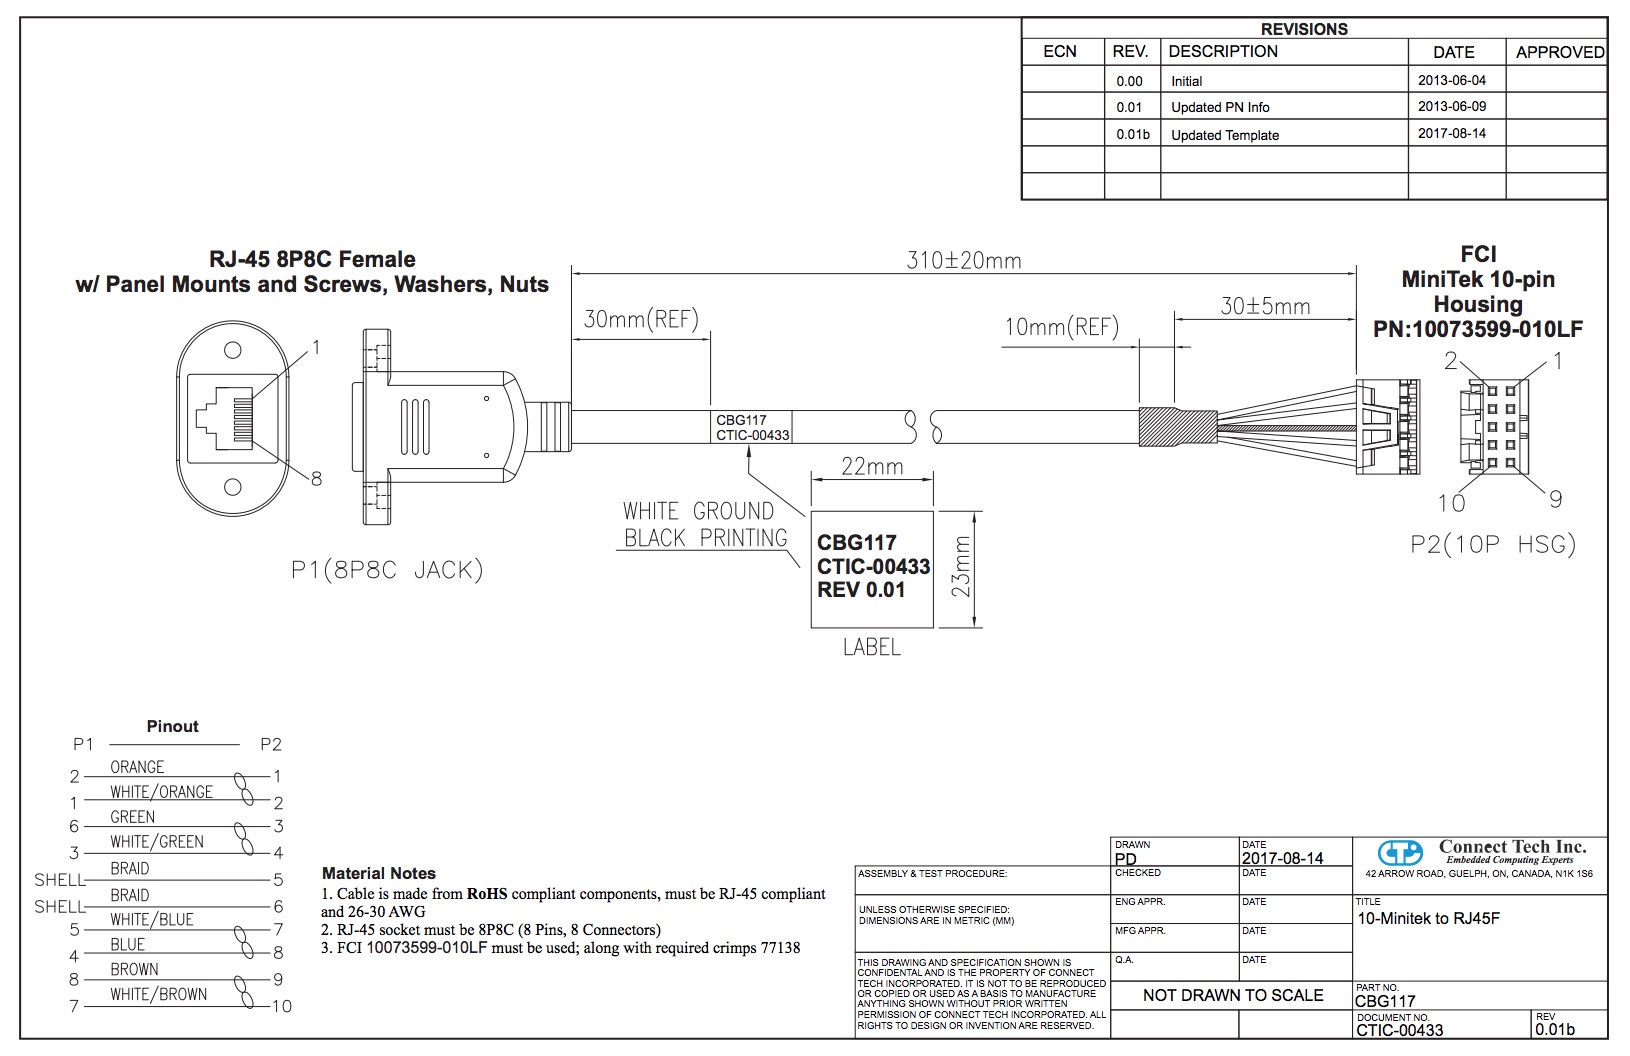 REVISIONS
ECN REV. DESCRIPTION DATE APPROVED
0.00 Initial 2013-06-04
0.01 Updated PN Info 2013-06-09
0.01b Updated Template 2017-08-14
RJ-45 8P8C Female
w/ Panel Mounts and Screws, Washers, Nuts
310±20mm
30mm(REF)
10mm(REF)
30±5mm
FCI
MiniTek 10-pin
Housing
PN:10073599-010LF
1
8
2 1
10 9
CBG117
CTIC-00433
P1(8P8C JACK)
P2(10P HSG)
WHITE GROUND
BLACK PRINTING
22mm
23mm
CBG117
CTIC-00433
REV 0.01
LABEL
Pinout
P1 P2
2 ORANGE 1
1 WHITE/ORANGE 2
6 GREEN 3
3 WHITE/GREEN 4
SHELL BRAID 5
SHELL BRAID 6
5 WHITE/BLUE 7
4 BLUE 8
8 BROWN 9
7 WHITE/BROWN 10
Material Notes
1. Cable is made from RoHS compliant components, must be RJ-45 compliant
and 26-30 AWG
2. RJ-45 socket must be 8P8C (8 Pins, 8 Connectors)
3. FCI 10073599-010LF must be used; along with required crimps 77138
ASSEMBLY & TEST PROCEDURE:
UNLESS OTHERWISE SPECIFIED:
DIMENSIONS ARE IN METRIC (MM)
THIS DRAWING AND SPECIFICATION SHOWN IS
CONFIDENTAL AND IS THE PROPERTY OF CONNECT
TECH INCORPORATED. IT IS NOT TO BE REPRODUCED
OR COPIED OR USED AS A BASIS TO MANUFACTURE
ANYTHING SHOWN WITHOUT PRIOR WRITTEN
PERMISSION OF CONNECT TECH INCORPORATED. ALL
RIGHTS TO DESIGN OR INVENTION ARE RESERVED.
DRAWN DATE
PD 2017-08-14
CHECKED DATE
ENG APPR. DATE
MFG APPR. DATE
Q.A. DATE
NOT DRAWN TO SCALE
CTI Connect Tech Inc.
Embedded Computing Experts
42 ARROW ROAD, GUELPH, ON, CANADA, N1K 1S6
TITLE
10-Minitek to RJ45F
PART NO.
CBG117
DOCUMENT NO. REV
CTIC-00433 0.01b